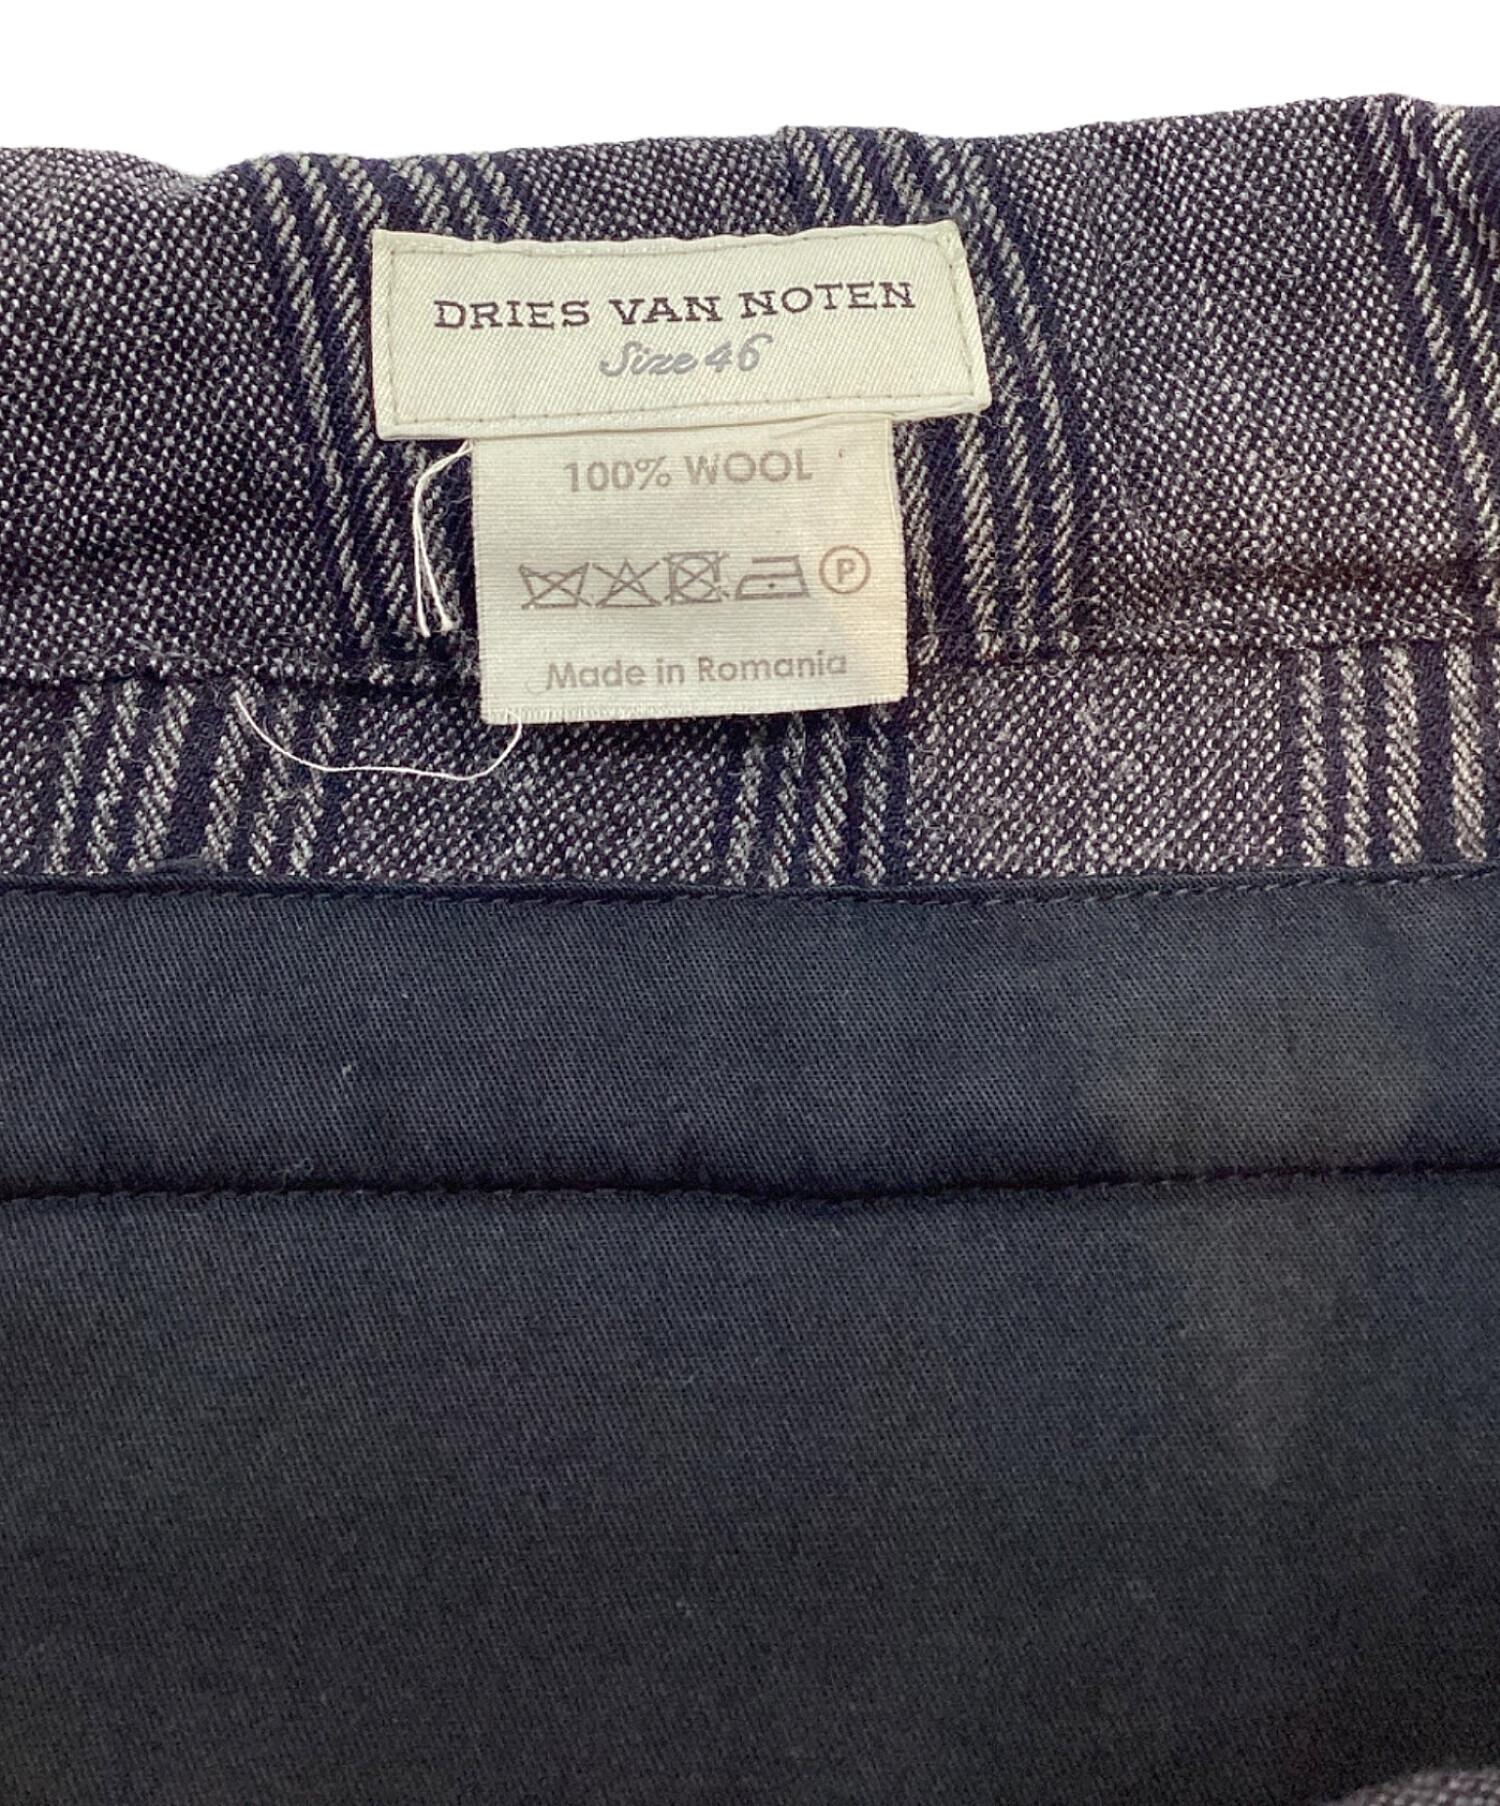 DRIES VAN NOTEN
Size 46
100% WOOL
P
Made in Romania